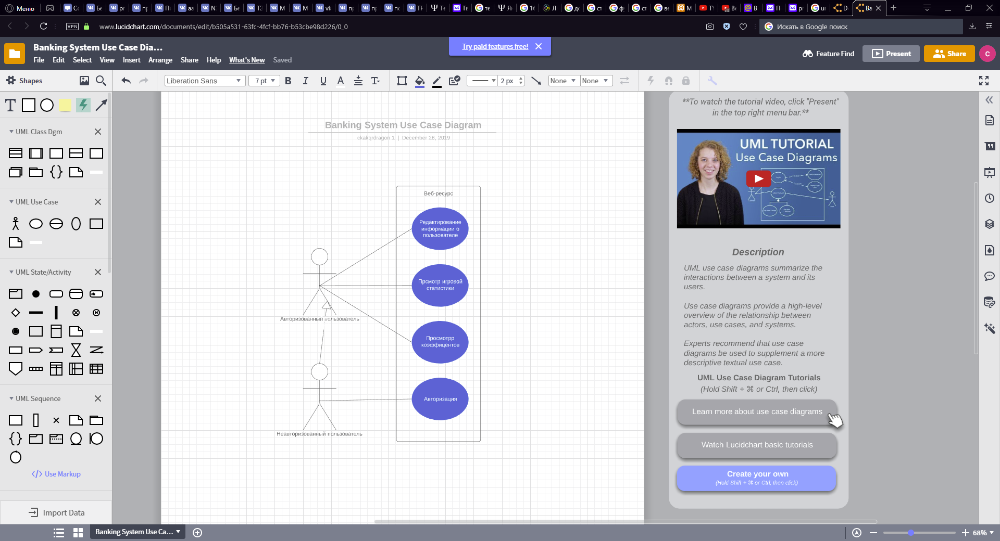 Меню
VPN
www.lucidchart.com/documents/edit/b505a531-63fc-4fcf-bb76-b53cbe98d226/0_0
Искать в Google поиск
Banking System Use Case Dia...
File Edit Select View Insert Arrange Share Help What's New Saved
Try paid features free!
Feature Find
Present
Share
C
Shapes
Liberation Sans
7 pt
B I U A
2 px
None
None
UML Class Dgm
UML Use Case
UML State/Activity
UML Sequence
Use Markup
Import Data
Banking System Use Case Diagram
ckakqrdragon 1 | December 26, 2019
Веб-ресурс
Редактирование
информации о
пользователе
Прсмотр игровой
статистики
Авторизованный пользователь
Просмотрр
коэффицентов
Авторизация
Неавторизованный пользователь
**To watch the tutorial video, click "Present"
in the top right menu bar.**
UML TUTORIAL
Use Case Diagrams
Description
UML use case diagrams summarize the
interactions between a system and its
users.
Use case diagrams provide a high-level
overview of the relationship between
actors, use cases, and systems.
Experts recommend that use case
diagrams be used to supplement a more
descriptive textual use case.
UML Use Case Diagram Tutorials
(Hold Shift + ⌘ or Ctrl, then click)
Learn more about use case diagrams
Watch Lucidchart basic tutorials
Create your own
(Hold Shift + ⌘ or Ctrl, then click)
Banking System Use Ca...
68%